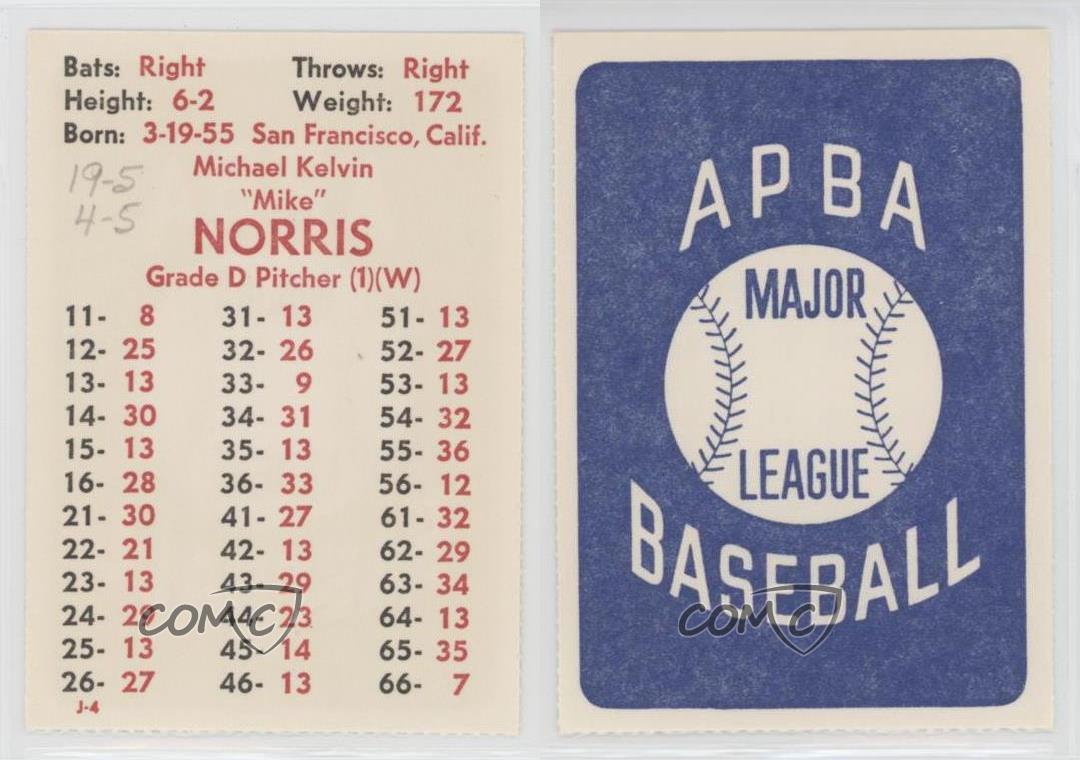 Bats: Right Throws: Right
Height: 6-2 Weight: 172
Born: 3-19-55 San Francisco, Calif.
19-5
4-5
Michael Kelvin
"Mike"
NORRIS
Grade D Pitcher (1)(W)
11- 8 31- 13 51- 13
12- 25 32- 26 52- 27
13- 13 33- 9 53- 13
14- 30 34- 31 54- 32
15- 13 35- 13 55- 36
16- 28 36- 33 56- 12
21- 30 41- 27 61- 32
22- 21 42- 13 62- 29
23- 13 43- 29 63- 34
24- 29 44- 23 64- 13
25- 13 45- 14 65- 35
26- 27 46- 13 66- 7
J-4
COMC
APBA
MAJOR
LEAGUE
BASEBALL
COMC